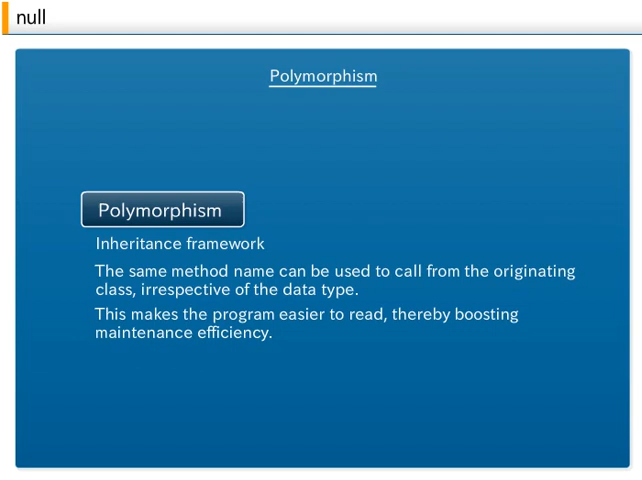 null
Polymorphism
Polymorphism
Inheritance framework
The same method name can be used to call from the originating
class, irrespective of the data type.
This makes the program easier to read, thereby boosting
maintenance efficiency.